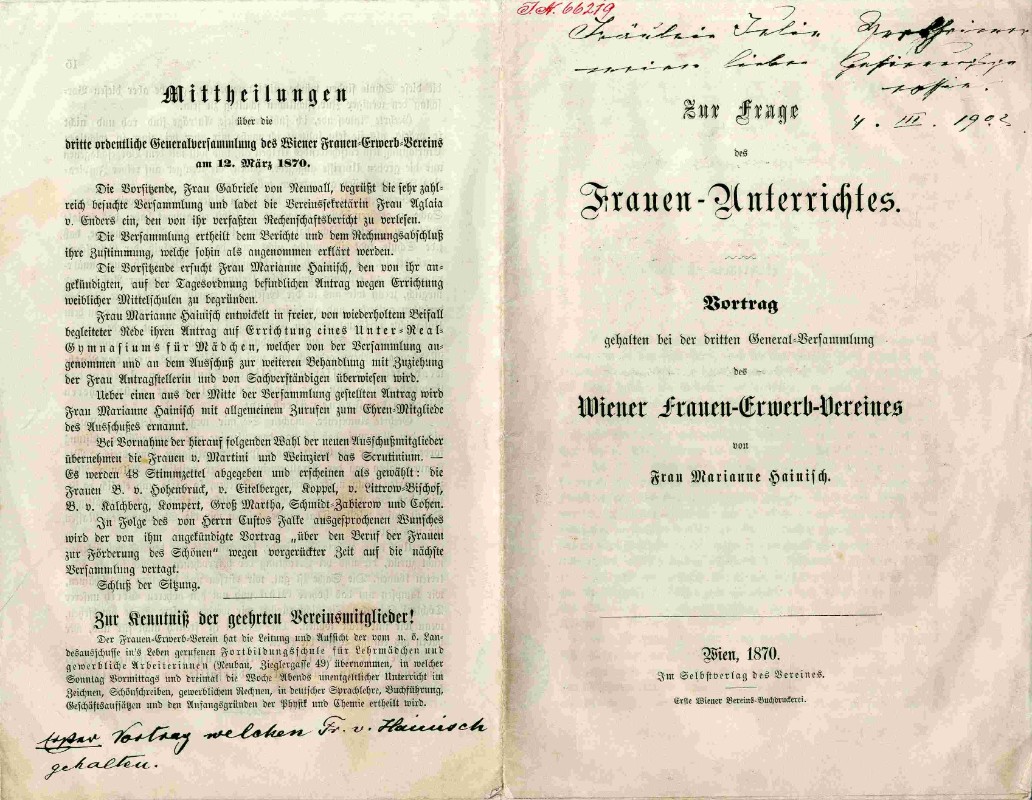 Mittheilungen
über die
dritte ordentliche Generalversammlung des Wiener Frauen-Erwerb-Vereins
am 12. März 1870.
Die Vorsitzende, Frau Gabriele von Neuwall, begrüßt die sehr zahl-
reich besuchte Versammlung und ladet die Vereinssekretärin Frau Aglaia
v. Enders ein, den von ihr verfaßten Rechenschaftsbericht zu verlesen.
Die Versammlung ertheilt dem Berichte und dem Rechnungsabschluß
ihre Zustimmung, welche sohin als angenommen erklärt werden.
Die Vorsitzende ersucht Frau Marianne Hainisch, den von ihr an-
gekündigten, auf der Tagesordnung befindlichen Antrag wegen Errichtung
weiblicher Mittelschulen zu begründen.
Frau Marianne Hainisch entwickelt in freier, von wiederholtem Beifall
begleiteter Rede ihren Antrag auf Errichtung eines Unter-Real-
Gymnasiums für Mädchen, welcher von der Versammlung an-
genommen und an dem Ausschuß zur weiteren Behandlung mit Zuziehung
der Frau Antragstellerin und von Sachverständigen überwiesen wird.
Ueber einen aus der Mitte der Versammlung gestellten Antrag wird
Frau Marianne Hainisch mit allgemeinem Zurufen zum Ehren-Mitgliede
des Ausschußes ernannt.
Bei Vornahme der hierauf folgenden Wahl der neuen Ausschußmitglieder
übernehmen die Frauen v. Martini und Weinzierl das Scrutinium. —
Es werden 48 Stimmzettel abgegeben und erscheinen als gewählt: die
Frauen B. v. Hohenbruck, v. Eitelberger, Koppel, v. Littrow-Bischof,
B. v. Kalchberg, Kompert, Groß Martha, Schmidt-Zabierow und Cohen.
In Folge des von Herrn Custos Falke ausgesprochenen Wunsches
wird der von ihm angekündigte Vortrag „über den Beruf der Frauen
zur Förderung des Schönen" wegen vorgerückter Zeit auf die nächste
Versammlung vertagt.
Schluß der Sitzung.
Zur Kenntniß der geehrten Vereinsmitglieder!
Der Frauen-Erwerb-Verein hat die Leitung und Aufsicht der vom n. ö. Lan-
desausschusse in's Leben gerufenen Fortbildungsschule für Lehrmädchen und
gewerbliche Arbeiterinnen (Neubau, Zieglergasse 49) übernommen, in welcher
Sonntag Vormittags und dreimal die Woche Abends unentgeltlicher Unterricht im
Zeichnen, Schönschreiben, gewerblichem Rechnen, in deutscher Sprachlehre, Buchführung,
Geschäftsaufsätzen und den Anfangsgründen der Physik und Chemie ertheilt wird.
Erster Vortrag welchen Fr. v. Hainisch
gehalten.
J.N. 66219
Fräulein Julie
meiner lieben
4. III. 1902.
Zur Frage
des
Frauen-Unterrichtes.
Vortrag
gehalten bei der dritten General-Versammlung
des
Wiener Frauen-Erwerb-Vereines
von
Frau Marianne Hainisch.
Wien, 1870.
Im Selbstverlag des Vereines.
Erste Wiener Vereins-Buchdruckerei.